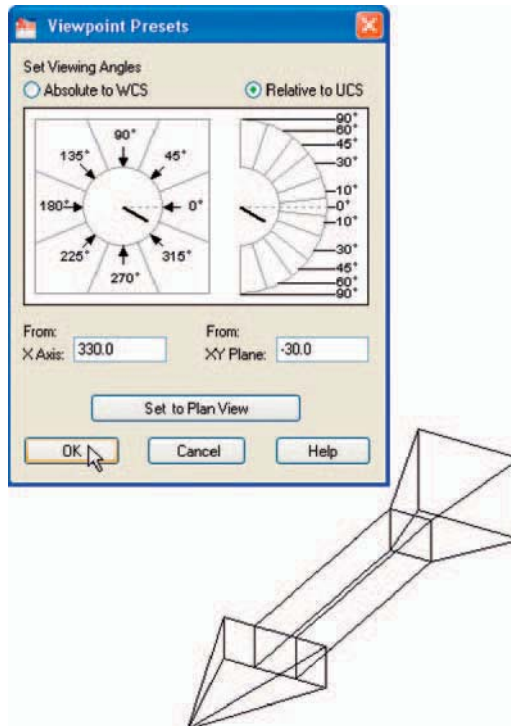 Viewpoint Presets
Set Viewing Angles
Absolute to WCS
Relative to UCS
90°
135°
45°
180°
0°
225°
315°
270°
90°
60°
45°
30°
10°
0°
10°
30°
45°
60°
90°
From:
X Axis: 330.0
From:
XY Plane: -30.0
Set to Plan View
OK
Cancel
Help